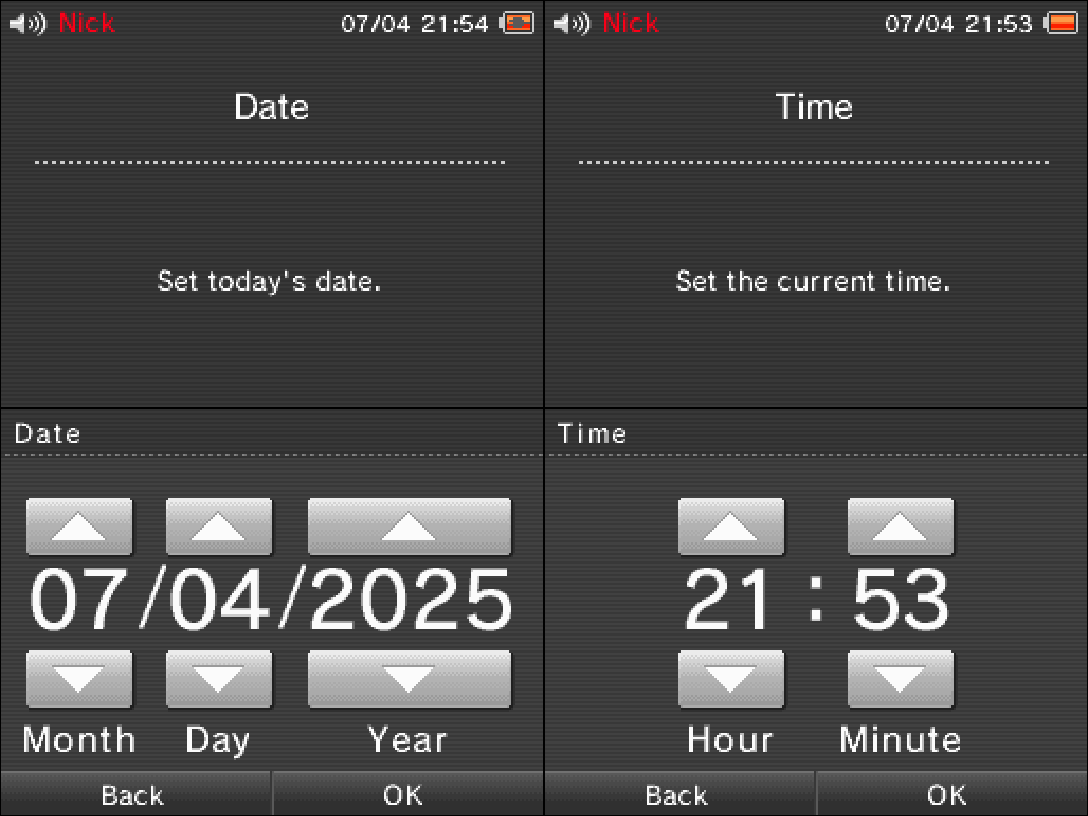 Nick 07/04 21:54
Date
Set today's date.
Date
07/04/2025
Month Day Year
Back OK
Nick 07/04 21:53
Time
Set the current time.
Time
21:53
Hour Minute
Back OK